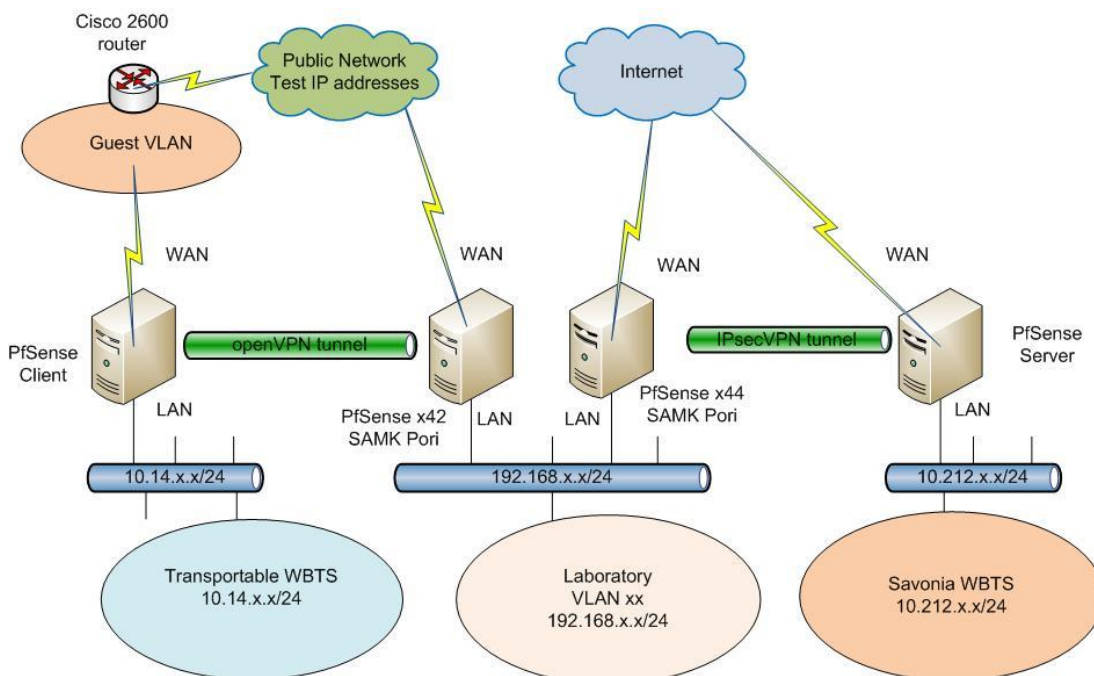 Cisco 2600
router
Public Network
Test IP addresses
Internet
Guest VLAN
WAN
WAN
WAN
WAN
PfSense
Client
openVPN tunnel
IPsecVPN tunnel
PfSense
Server
LAN
PfSense x42
SAMK Pori
LAN
LAN
PfSense x44
SAMK Pori
LAN
10.14.x.x/24
192.168.x.x/24
10.212.x.x/24
Transportable WBTS
10.14.x.x/24
Laboratory
VLAN xx
192.168.x.x/24
Savonia WBTS
10.212.x.x/24